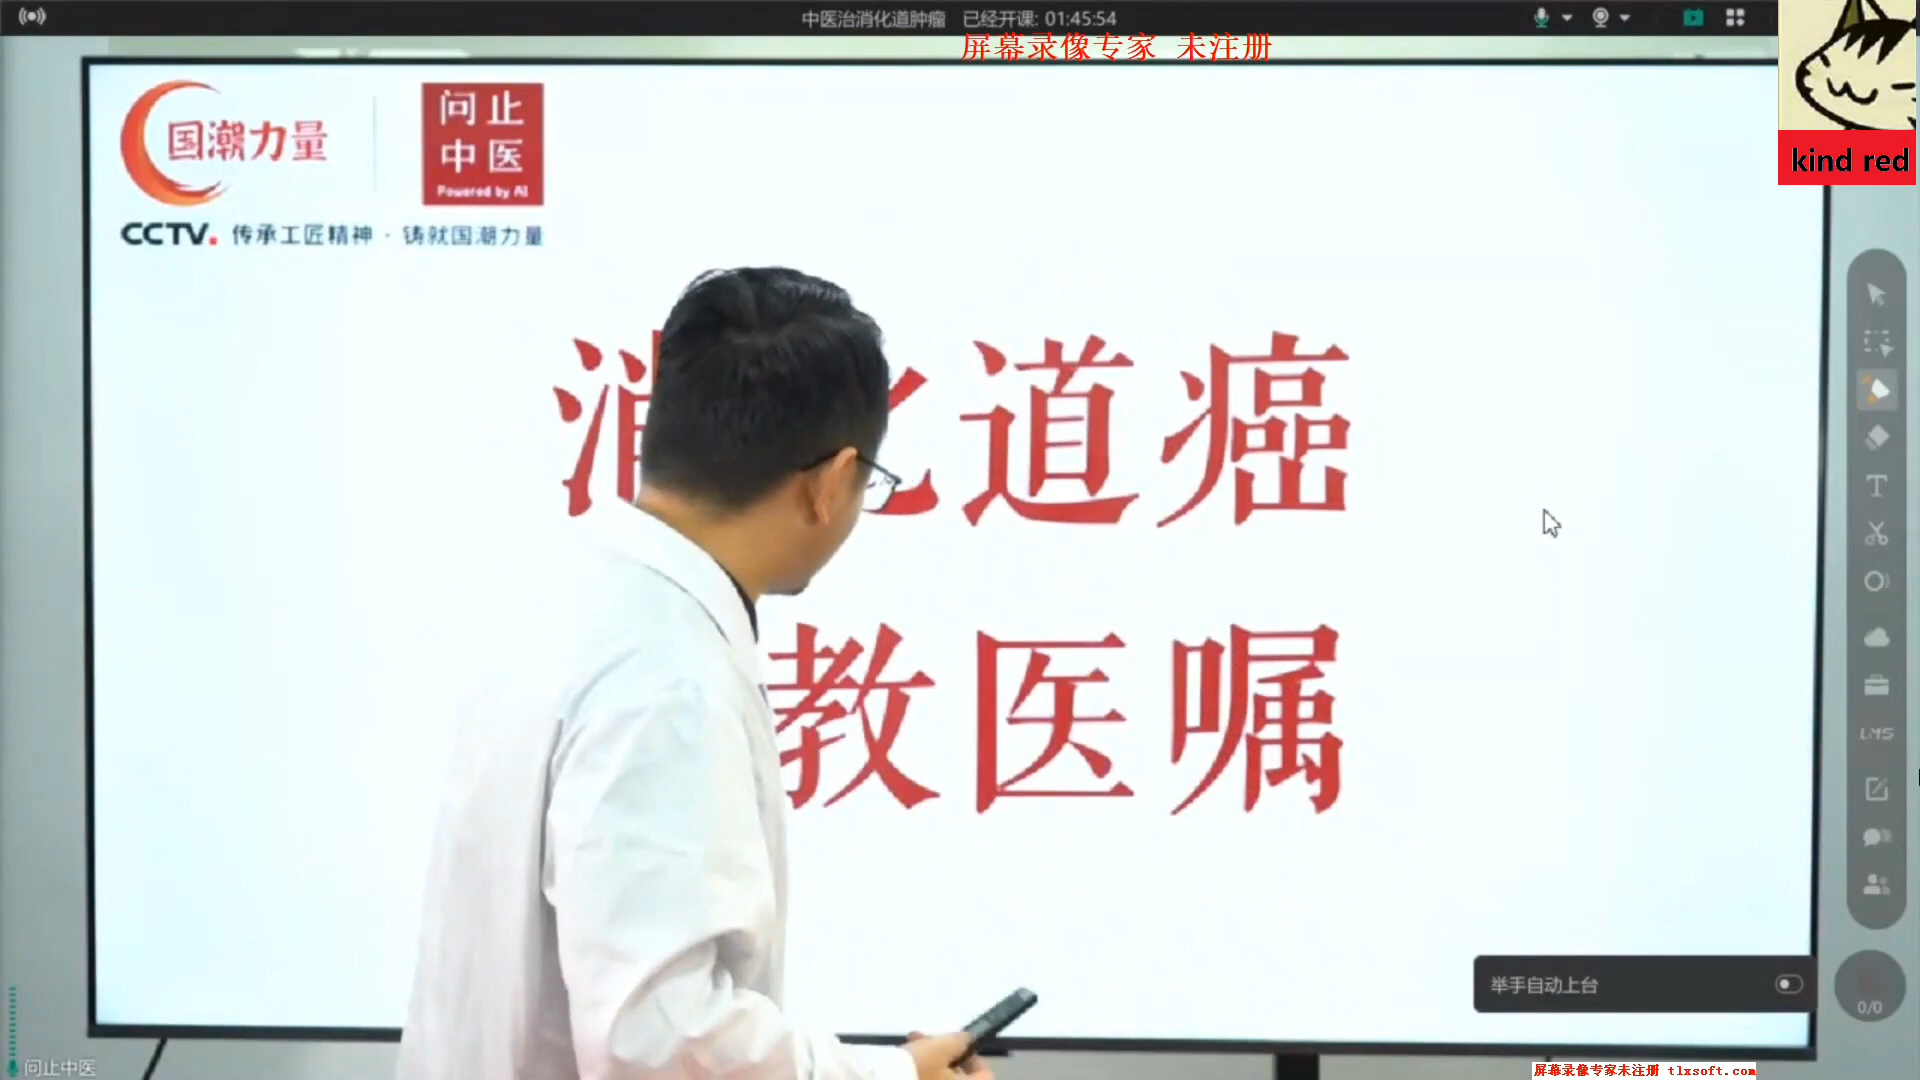 中医治消化道肿瘤 已经开课: 01:45:54
屏幕录像专家 未注册
国潮力量
问止
中医
Powered by AI
CCTV. 传承工匠精神 · 铸就国潮力量
kind red
消化道癌
教医嘱
LMS
举手自动上台
0/0
问止中医
屏幕录像专家未注册 tlxsoft.com